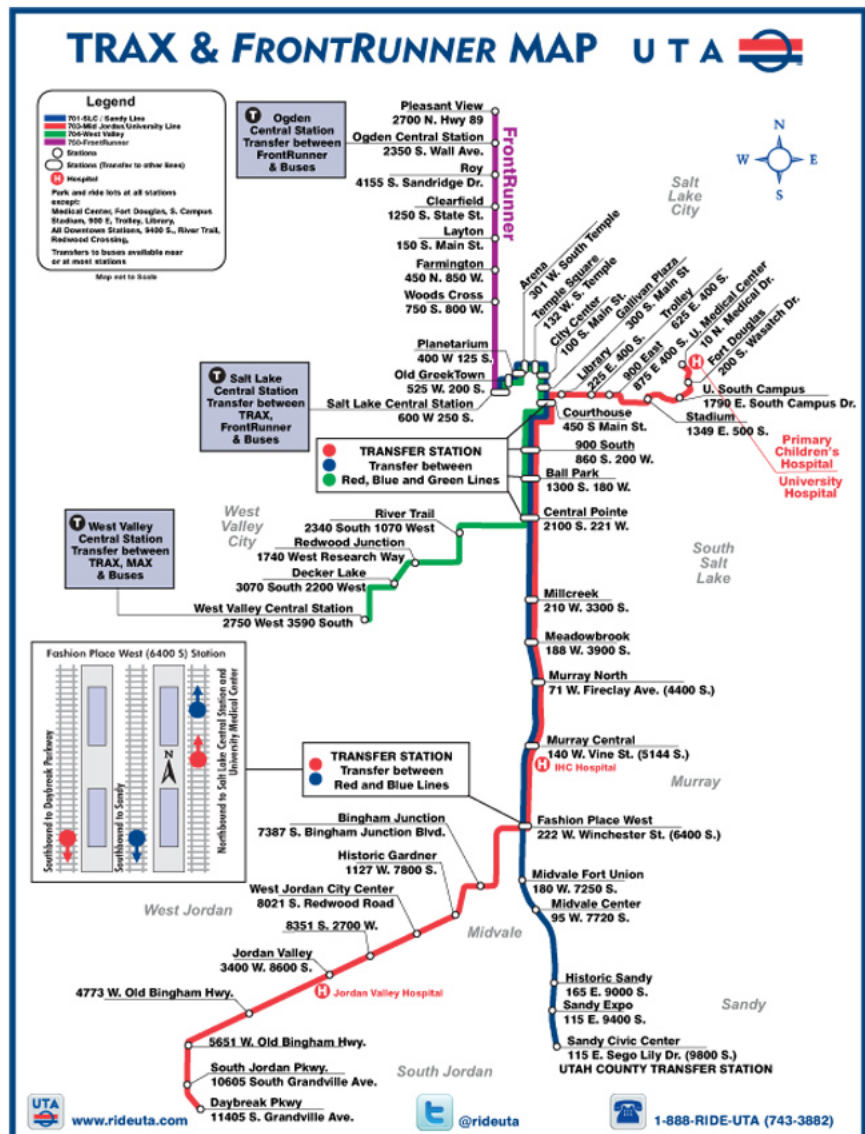 TRAX & FRONTRUNNER MAP UTA
Legend
701-SLC / Sandy Line
703-Mid Jordan/University Line
704-West Valley
750-FrontRunner
Stations
Stations (Transfer to other lines)
H Hospital
Park and ride lots at all stations
except:
Medical Center, Fort Douglas, S. Campus
Stadium, 900 E, Trolley, Library,
All Downtown Stations, 9400 S., River Trail,
Redwood Crossing,
Transfers to buses available near
or at most stations
Map not to Scale
T Ogden
Central Station
Transfer between
FrontRunner
& Buses
Pleasant View
2700 N. Hwy 89
Ogden Central Station
2350 S. Wall Ave.
Roy
4155 S. Sandridge Dr.
Clearfield
1250 S. State St.
Layton
150 S. Main St.
Farmington
450 N. 850 W.
Woods Cross
750 S. 800 W.
FrontRunner
N
W E
S
Salt
Lake
City
Planetarium
400 W 125 S.
Old GreekTown
525 W. 200 S.
Salt Lake Central Station
600 W 250 S.
T Salt Lake
Central Station
Transfer between
TRAX,
FrontRunner
& Buses
Arena
301 W. South Temple
Temple Square
132 W. S. Temple
City Center
100 S. Main St.
Gallivan Plaza
300 S. Main St
Library
225 E. 400 S.
Trolley
625 E. 400 S.
900 East
875 E 400 S.
U. Medical Center
10 N. Medical Dr.
Fort Douglas
200 S. Wasatch Dr.
H
U. South Campus
1790 E. South Campus Dr.
Stadium
1349 E. 500 S.
Primary
Children's
Hospital
University
Hospital
Courthouse
450 S Main St.
TRANSFER STATION
Transfer between
Red, Blue and Green Lines
900 South
860 S. 200 W.
Ball Park
1300 S. 180 W.
Central Pointe
2100 S. 221 W.
T West Valley
Central Station
Transfer between
TRAX, MAX
& Buses
West
Valley
City
River Trail
2340 South 1070 West
Redwood Junction
1740 West Research Way
Decker Lake
3070 South 2200 West
West Valley Central Station
2750 West 3590 South
South
Salt
Lake
Millcreek
210 W. 3300 S.
Meadowbrook
188 W. 3900 S.
Murray North
71 W. Fireclay Ave. (4400 S.)
Murray Central
140 W. Vine St. (5144 S.)
H IHC Hospital
Murray
Fashion Place West (6400 S) Station
Southbound to Daybreak Parkway
Southbound to Sandy
N
Northbound to Salt Lake Central Station and
University Medical Center
TRANSFER STATION
Transfer between
Red and Blue Lines
Fashion Place West
222 W. Winchester St. (6400 S.)
Bingham Junction
7387 S. Bingham Junction Blvd.
Historic Gardner
1127 W. 7800 S.
West Jordan City Center
8021 S. Redwood Road
8351 S. 2700 W.
Jordan Valley
3400 W. 8600 S.
H Jordan Valley Hospital
4773 W. Old Bingham Hwy.
5651 W. Old Bingham Hwy.
South Jordan Pkwy.
10605 South Grandville Ave.
Daybreak Pkwy
11405 S. Grandville Ave.
West Jordan
Midvale
Midvale Fort Union
180 W. 7250 S.
Midvale Center
95 W. 7720 S.
Historic Sandy
165 E. 9000 S.
Sandy Expo
115 E. 9400 S.
Sandy
Sandy Civic Center
115 E. Sego Lily Dr. (9800 S.)
UTAH COUNTY TRANSFER STATION
South Jordan
UTA
www.rideuta.com
t
@rideuta
1-888-RIDE-UTA (743-3882)